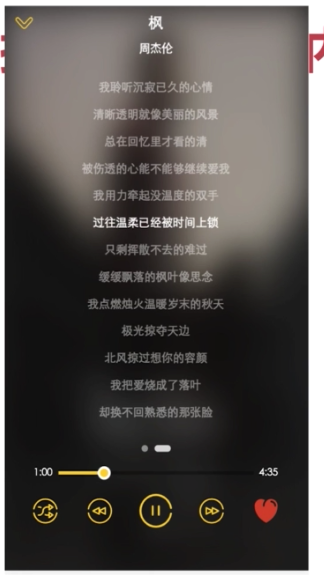 枫
周杰伦
我聆听沉寂已久的心情
清晰透明就像美丽的风景
总在回忆里才看的清
被伤透的心能不能够继续爱我
我用力牵起没温度的双手
过往温柔已经被时间上锁
只剩挥散不去的难过
缓缓飘落的枫叶像思念
我点燃烛火温暖岁末的秋天
极光掠夺天边
北风掠过想你的容颜
我把爱烧成了落叶
却换不回熟悉的那张脸
1:00
4:35